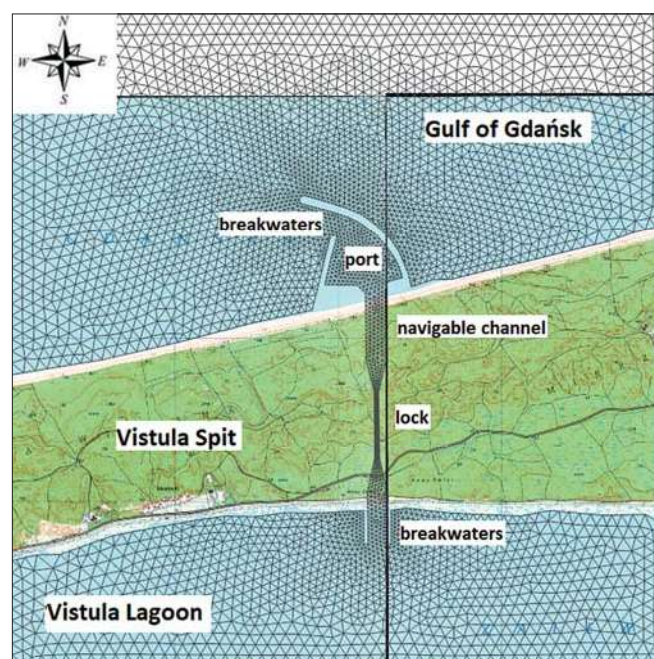 N
W E
S
Gulf of Gdańsk
breakwaters
port
navigable channel
lock
Vistula Spit
breakwaters
Vistula Lagoon